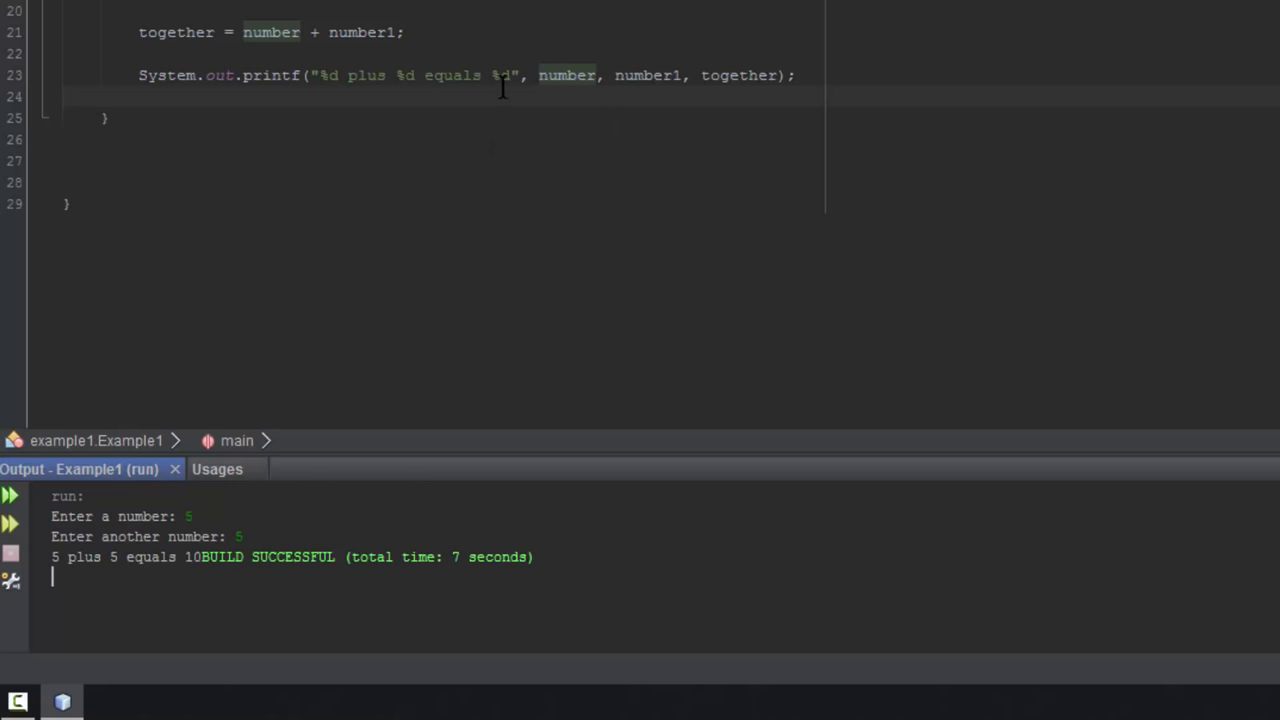 20
21 together = number + number1;
22
23 System.out.printf("%d plus %d equals %d", number, number1, together);
24
25 }
26
27
28
29 }
example1.Example1 main
Output - Example1 (run) × Usages
run:
Enter a number: 5
Enter another number: 5
5 plus 5 equals 10BUILD SUCCESSFUL (total time: 7 seconds)